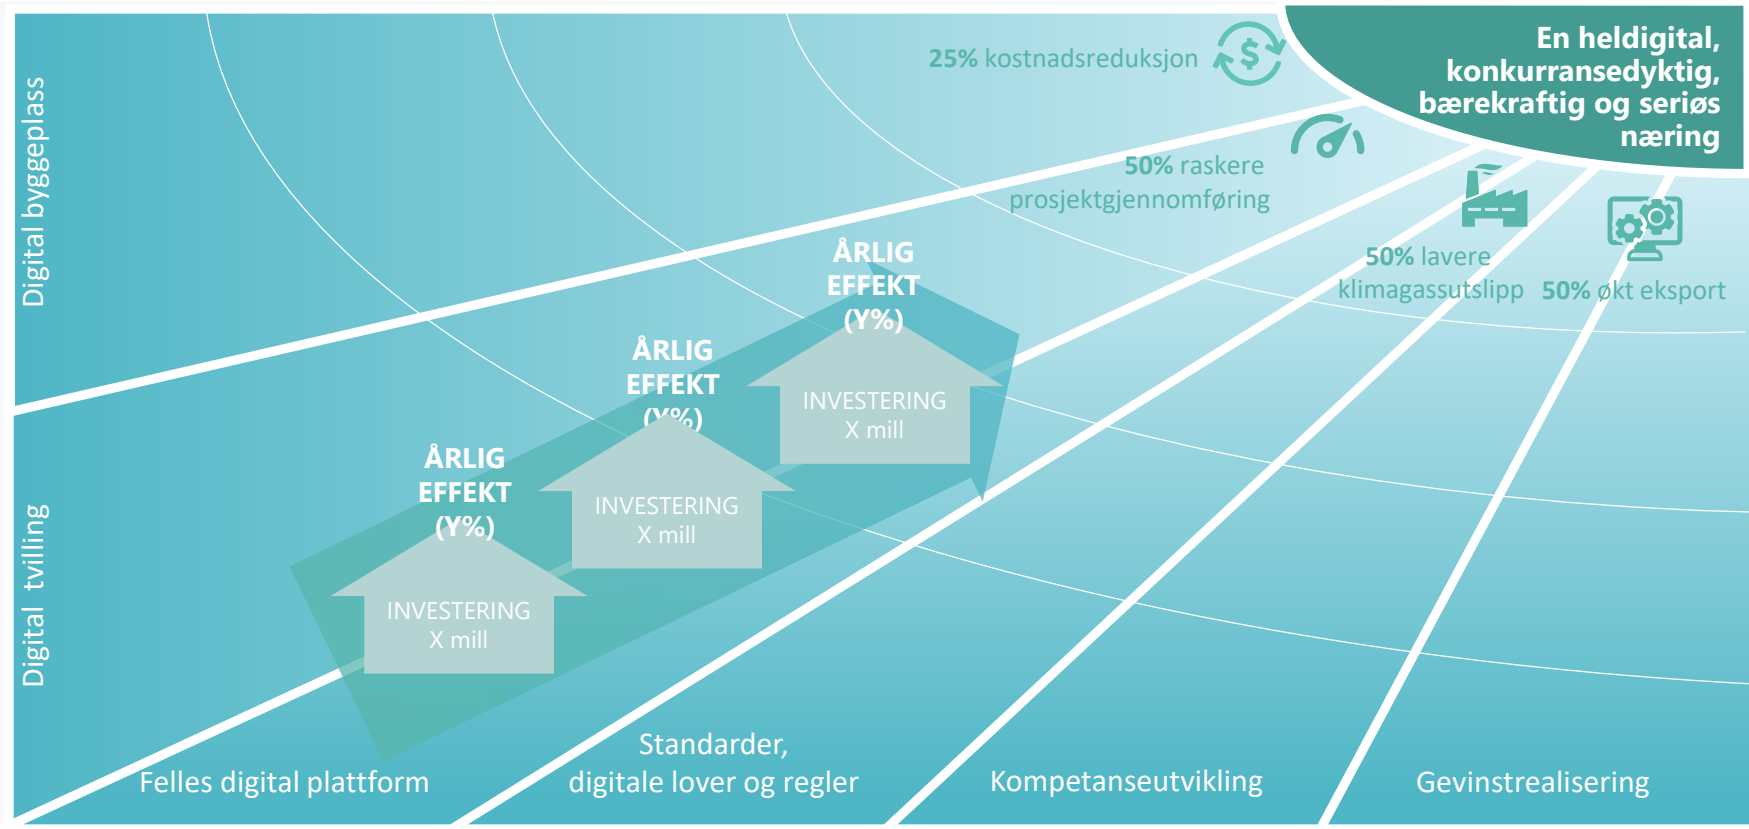 En heldigital,
konkurransedyktig,
bærekraftig og seriøs
næring
25% kostnadsreduksjon
50% raskere
prosjektgjennomføring
50% lavere
klimagassutslipp
50% økt eksport
Digital byggeplass
Digital tvilling
ÅRLIG
EFFEKT
(Y%)
INVESTERING
X mill
ÅRLIG
EFFEKT
(Y%)
INVESTERING
X mill
ÅRLIG
EFFEKT
(Y%)
INVESTERING
X mill
Felles digital plattform
Standarder,
digitale lover og regler
Kompetanseutvikling
Gevinstrealisering